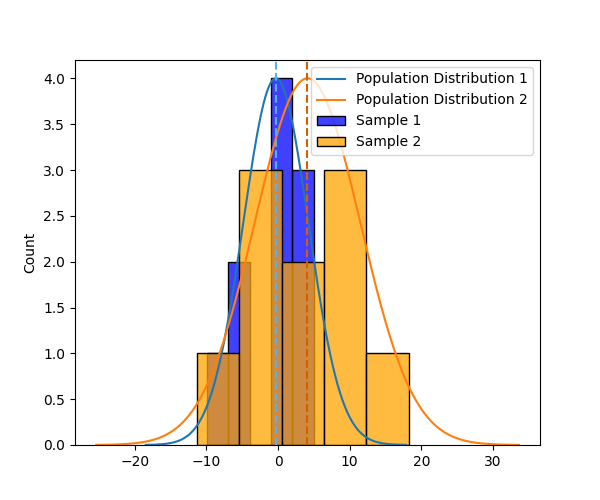 Population Distribution 1
Population Distribution 2
Sample 1
Sample 2
Count
4.0
3.5
3.0
2.5
2.0
1.5
1.0
0.5
0.0
−20 −10 0 10 20 30